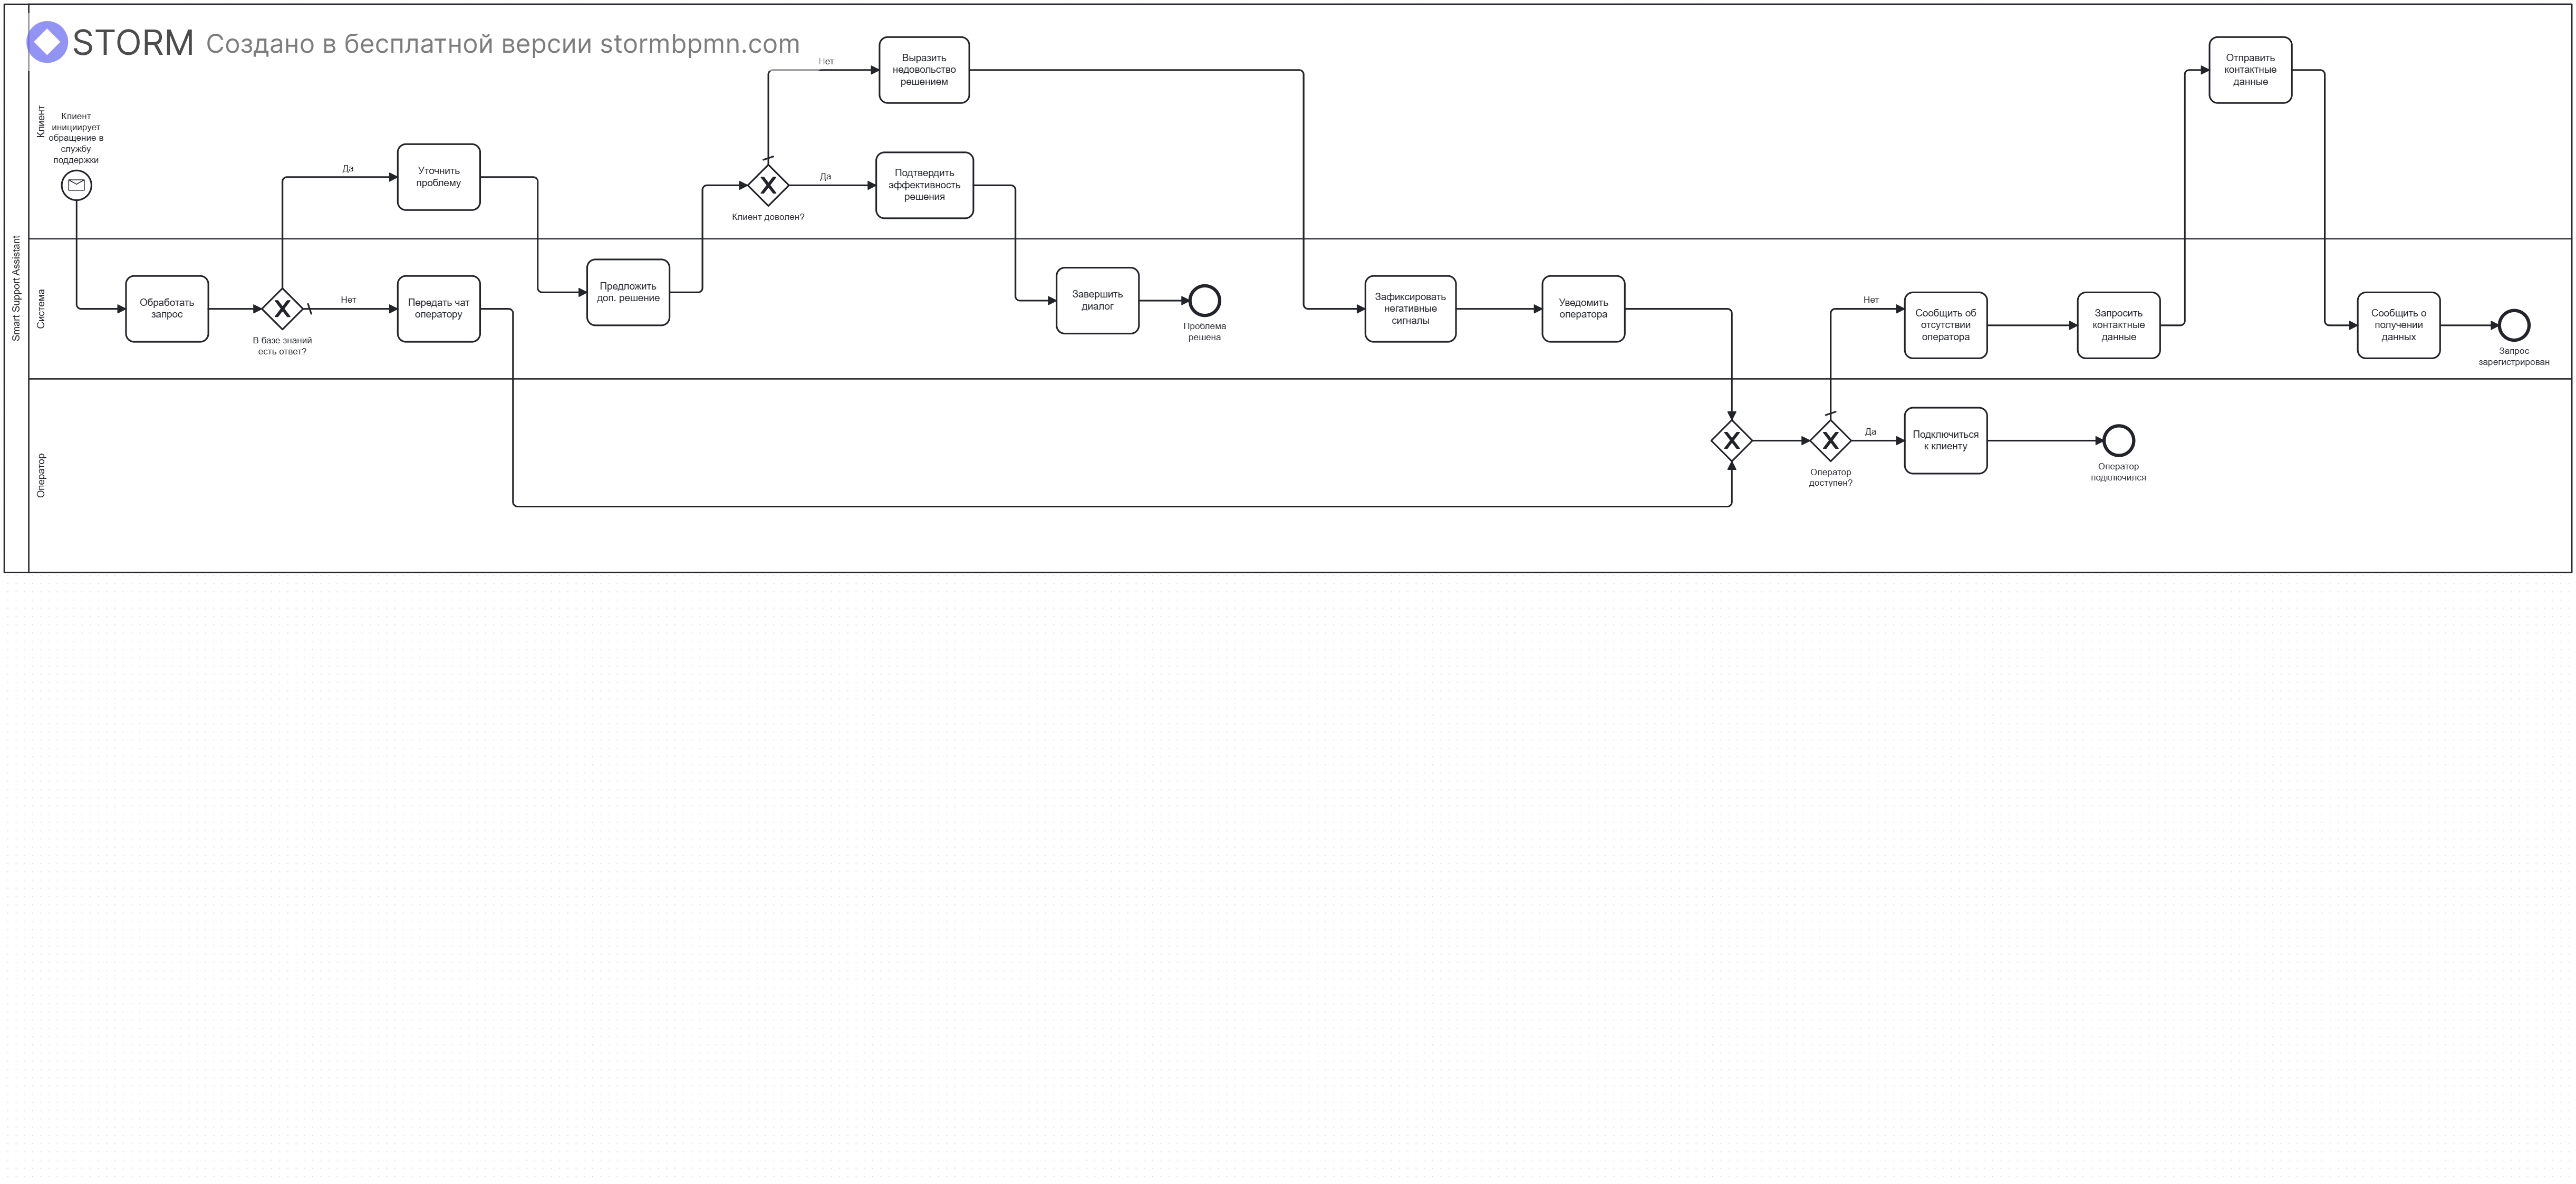 STORM Создано в бесплатной версии stormbpmn.com
Smart Support Assistant
Клиент
Клиент
инициирует
обращение в
службу
поддержки
Да
Уточнить
проблему
Нет
Выразить
недовольство
решением
Клиент доволен?
Да
Подтвердить
эффективность
решения
Отправить
контактные
данные
Система
Обработать
запрос
В базе знаний
есть ответ?
Нет
Передать чат
оператору
Предложить
доп. решение
Завершить
диалог
Проблема
решена
Зафиксировать
негативные
сигналы
Уведомить
оператора
Нет
Сообщить об
отсутствии
оператора
Запросить
контактные
данные
Сообщить о
получении
данных
Запрос
зарегистрирован
Оператор
Оператор
доступен?
Да
Подключиться
к клиенту
Оператор
подключился